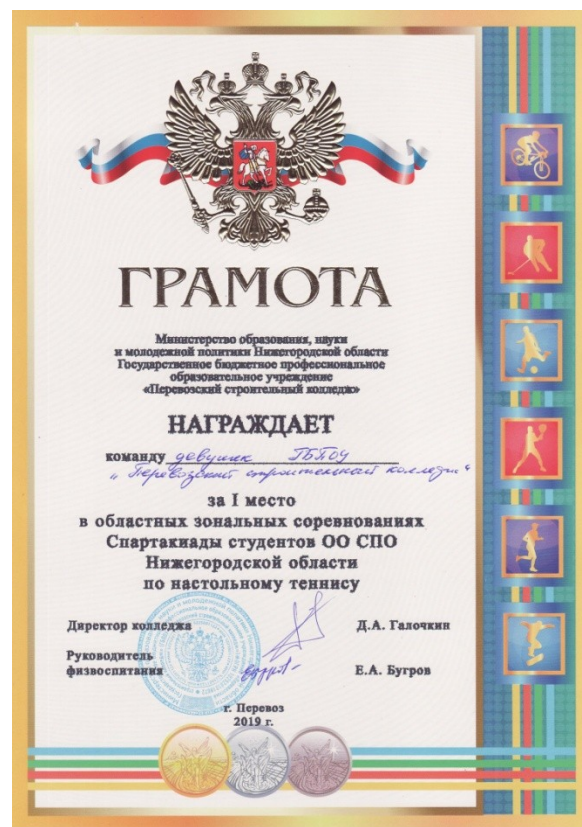 ГРАМОТА
Министерство образования, науки
и молодежной политики Нижегородской области
Государственное бюджетное профессиональное
образовательное учреждение
«Перевозский строительный колледж»
НАГРАЖДАЕТ
команду девушек ГБПОУ
"Перевозский строительный колледж"
за I место
в областных зональных соревнованиях
Спартакиады студентов ОО СПО
Нижегородской области
по настольному теннису
Директор колледжа Д.А. Галочкин
Руководитель
физвоспитания Е.А. Бугров
г. Перевоз
2019 г.